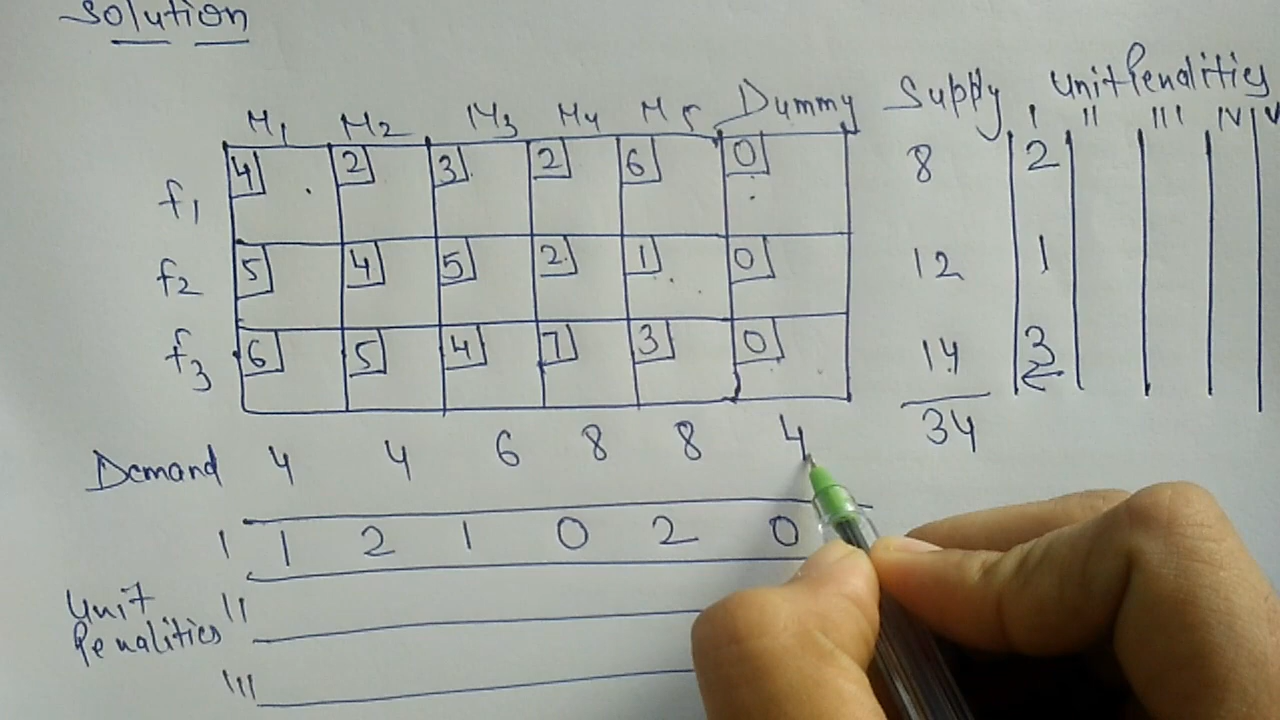 Solution
M1 M2 M3 M4 M5 Dummy Supply Unit Penalities
I II III IV V
f1 4 2 3 2 6 0 8 2
f2 5 4 5 2 1 0 12 1
f3 6 5 4 7 3 0 14 3
34
Demand 4 4 6 8 8 4
I 1 2 1 0 2 0
Unit Penalities
II
III